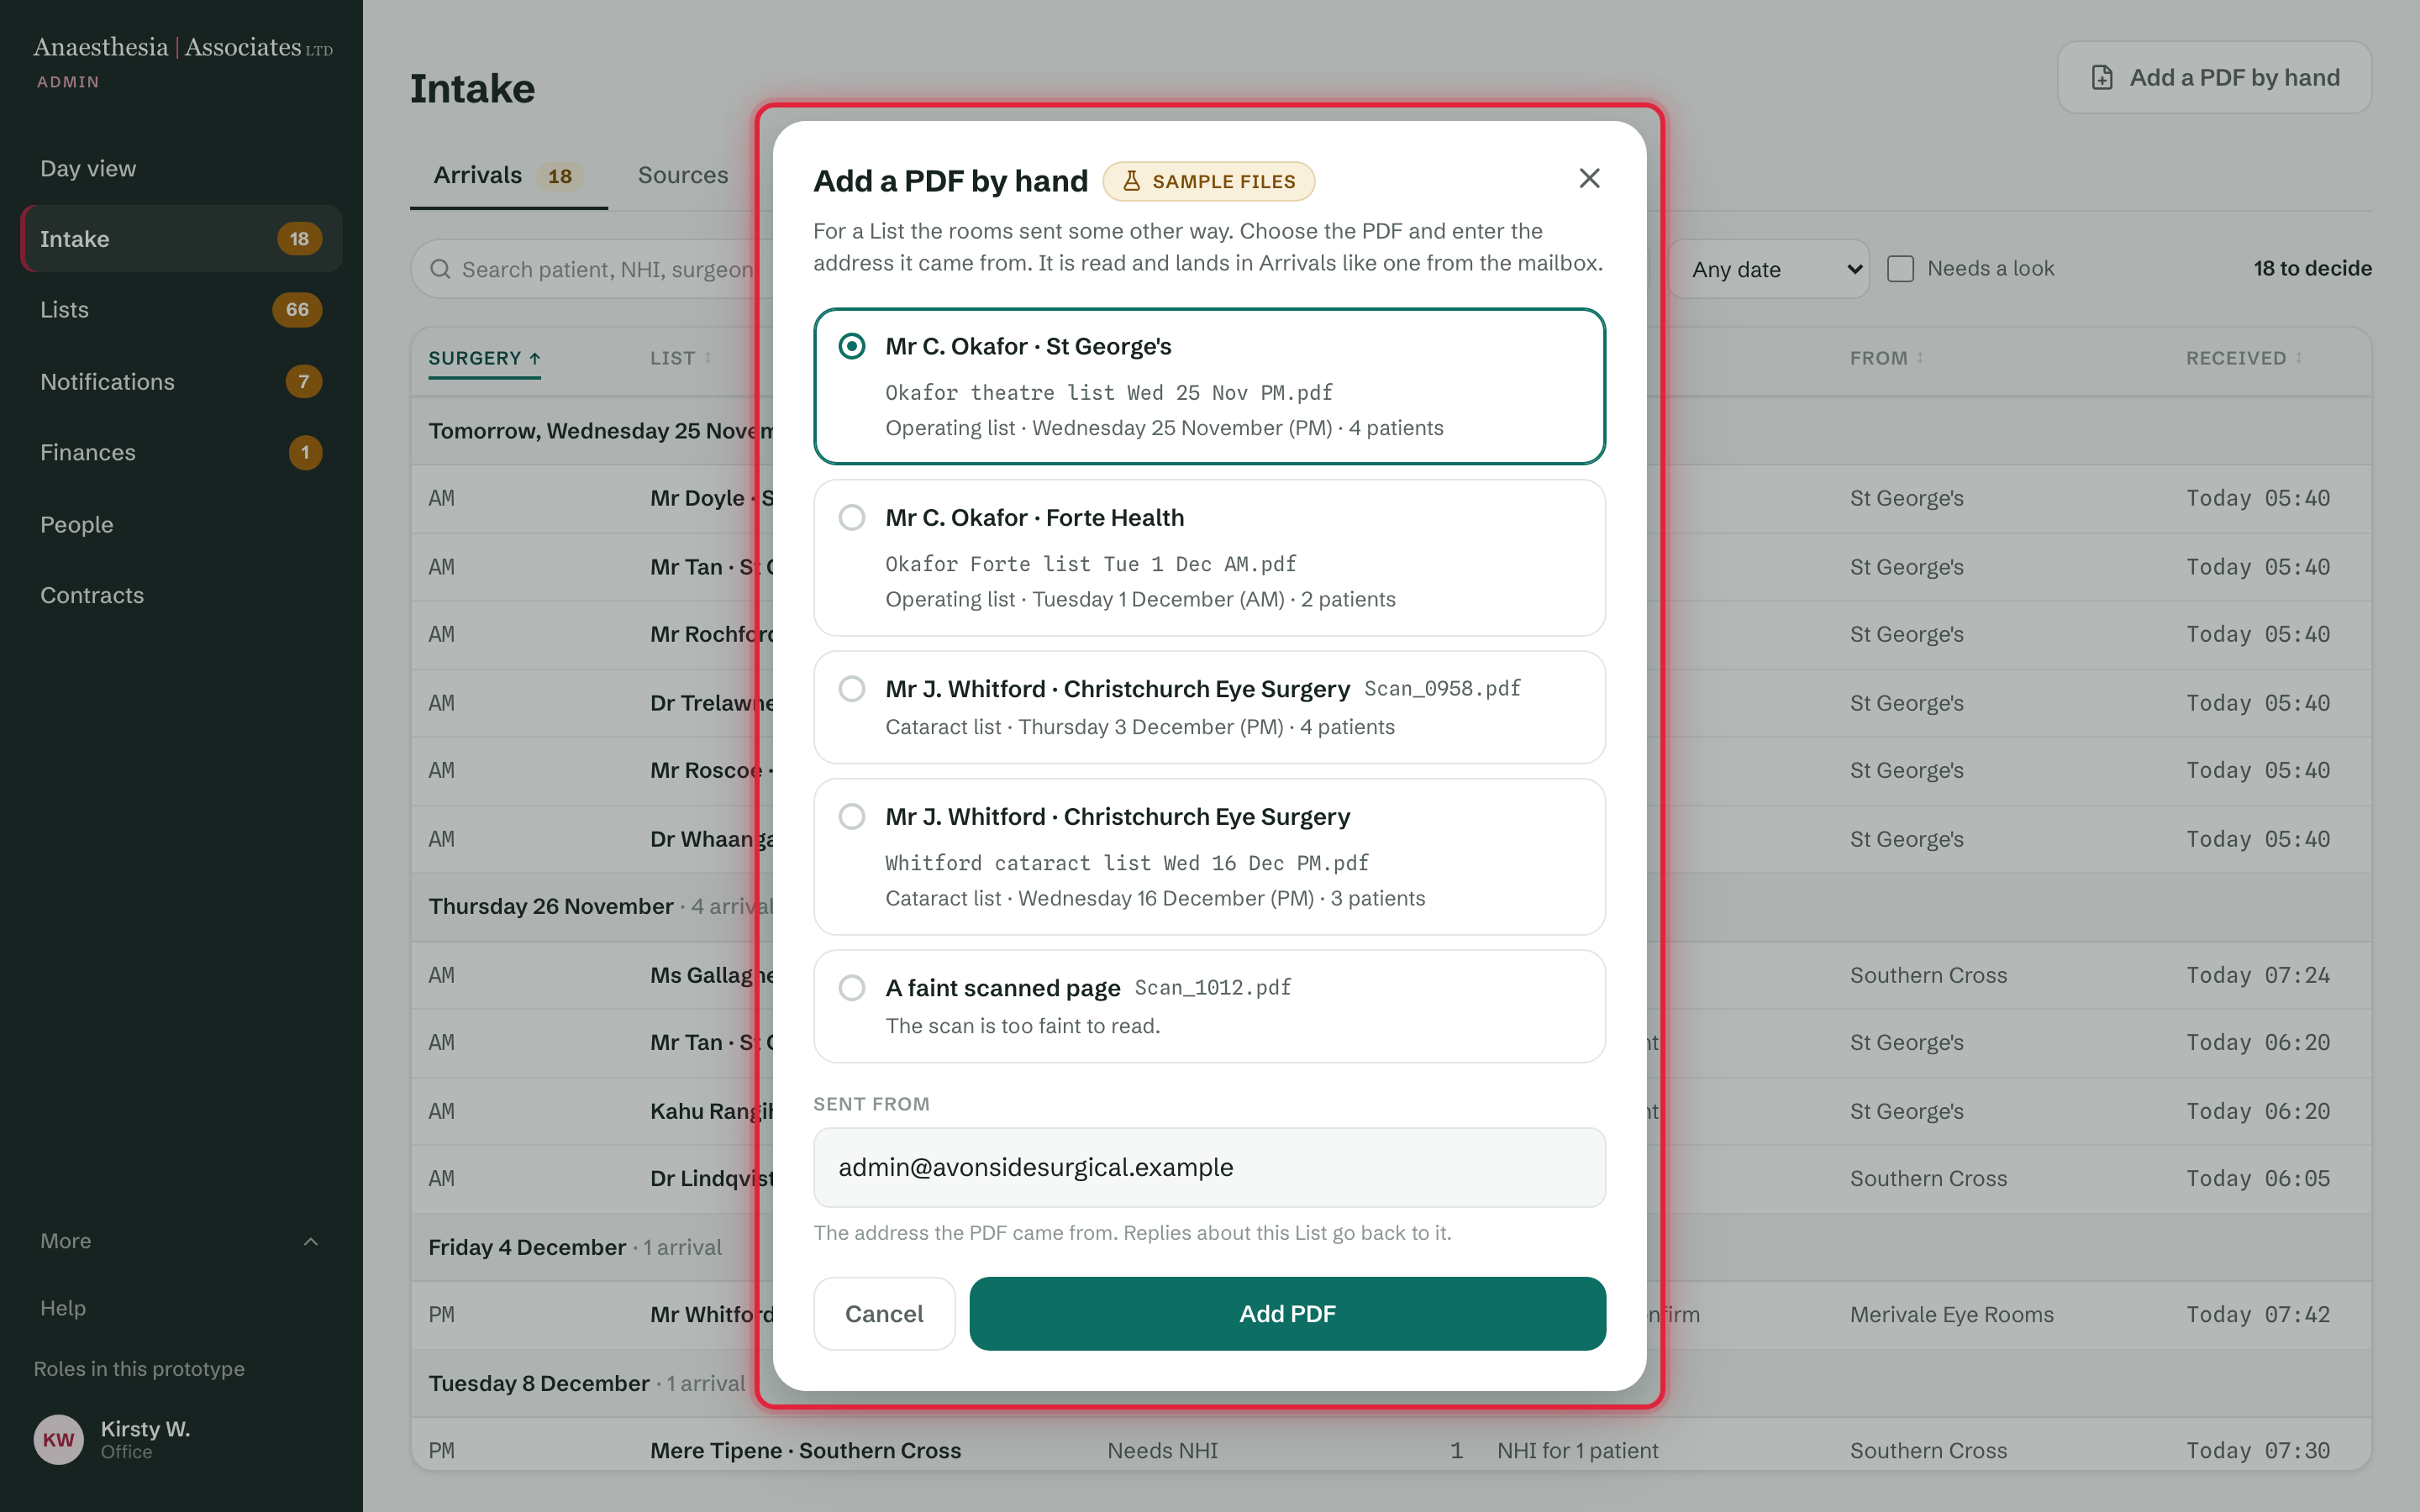 Anaesthesia | Associates LTD
ADMIN
Day view
Intake 18
Lists 66
Notifications 7
Finances 1
People
Contracts
More
Help
Roles in this prototype
KW
Kirsty W.
Office
Intake
Add a PDF by hand
Arrivals 18
Sources
Search patient, NHI, surgeon
Any date
Needs a look
18 to decide
SURGERY ↑ LIST FROM RECEIVED
Tomorrow, Wednesday 25
AM Mr Doyle · St George's Today 05:40
AM Mr Tan · St George's Today 05:40
AM Mr St George's Today 05:40
AM Dr St George's Today 05:40
AM Mr Roscoe · St George's Today 05:40
AM Dr St George's Today 05:40
Thursday 26 November · 4
AM Ms Southern Cross Today 07:24
AM Mr Tan · St George's Today 06:20
AM Kahu St George's Today 06:20
AM Dr Southern Cross Today 06:05
Friday 4 December · 1 arrival
PM Mr Merivale Eye Rooms Today 07:42
Tuesday 8 December · 1 arrival
PM Mere Tipene · Southern Cross Needs NHI 1 NHI for 1 patient Southern Cross Today 07:30
Add a PDF by hand
SAMPLE FILES
For a List the rooms sent some other way. Choose the PDF and enter the
address it came from. It is read and lands in Arrivals like one from the mailbox.
Mr C. Okafor · St George's
Okafor theatre list Wed 25 Nov PM.pdf
Operating list · Wednesday 25 November (PM) · 4 patients
Mr C. Okafor · Forte Health
Okafor Forte list Tue 1 Dec AM.pdf
Operating list · Tuesday 1 December (AM) · 2 patients
Mr J. Whitford · Christchurch Eye Surgery Scan_0958.pdf
Cataract list · Thursday 3 December (PM) · 4 patients
Mr J. Whitford · Christchurch Eye Surgery
Whitford cataract list Wed 16 Dec PM.pdf
Cataract list · Wednesday 16 December (PM) · 3 patients
A faint scanned page Scan_1012.pdf
The scan is too faint to read.
SENT FROM
admin@avonsidesurgical.example
The address the PDF came from. Replies about this List go back to it.
Cancel
Add PDF